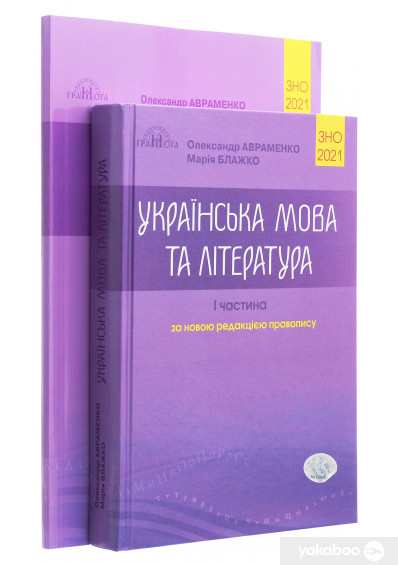 ГРАМОТА
Олександр АВРАМЕНКО
ЗНО
2021
ГРАМОТА
Олександр АВРАМЕНКО
Марія БЛАЖКО
ЗНО
2021
УКРАЇНСЬКА МОВА
ТА ЛІТЕРАТУРА
І частина
за новою редакцією правопису
Олександр АВРАМЕНКО
Марія БЛАЖКО
УКРАЇНСЬКА МОВА ТА ЛІТЕРАТУРА
yakaboo